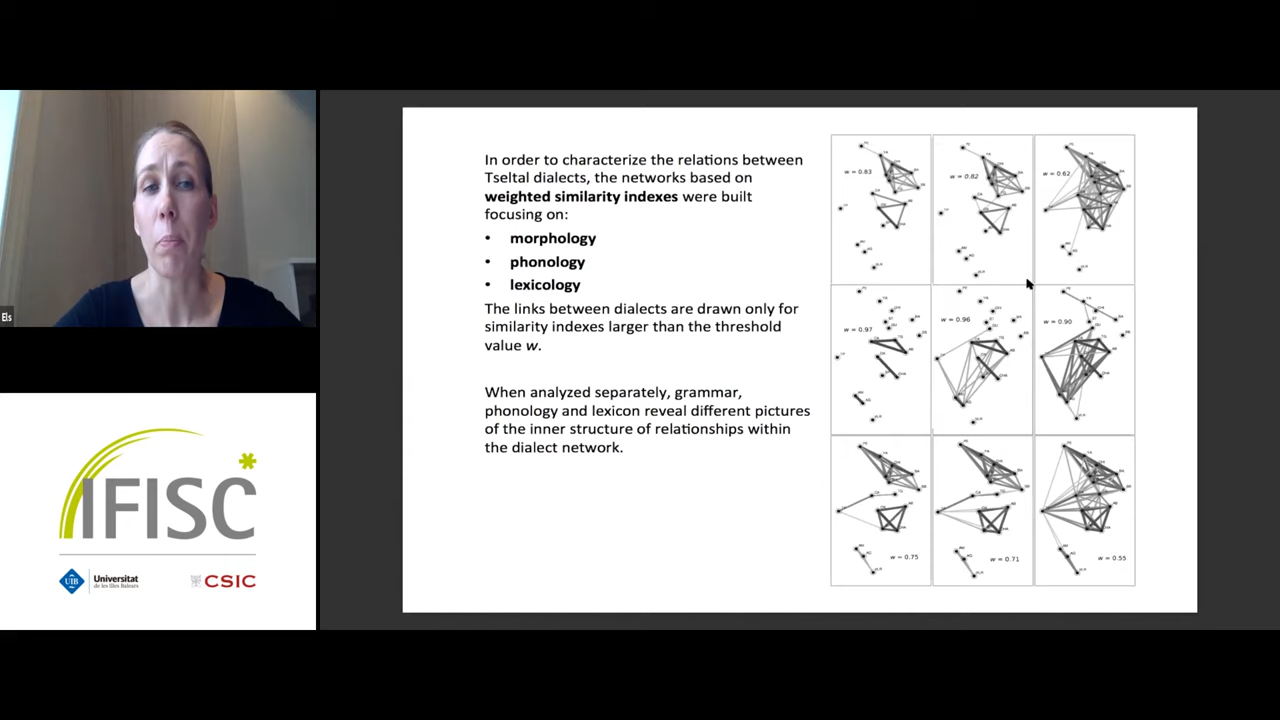 In order to characterize the relations between
Tseltal dialects, the networks based on
weighted similarity indexes were built
focusing on:
• morphology
• phonology
• lexicology
The links between dialects are drawn only for
similarity indexes larger than the threshold
value w.
When analyzed separately, grammar,
phonology and lexicon reveal different pictures
of the inner structure of relationships within
the dialect network.
w = 0.83
w = 0.82
w = 0.62
w = 0.97
w = 0.96
w = 0.90
w = 0.75
w = 0.71
w = 0.55
Els
IFISC
UIB
Universitat
de les Illes Balears
CSIC